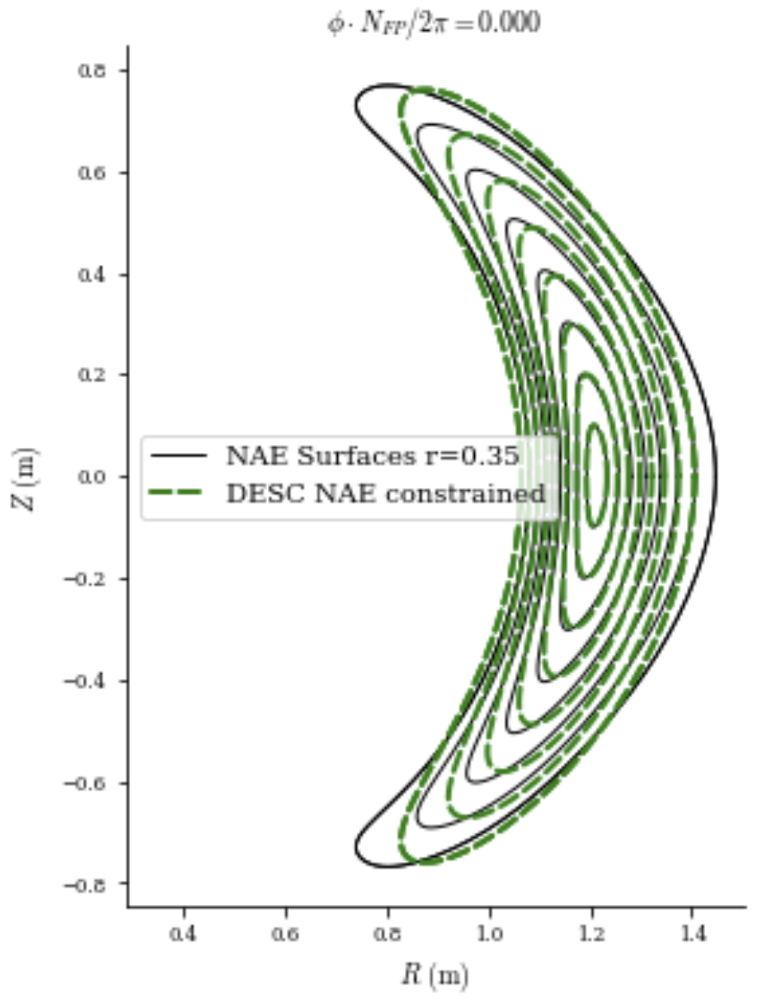 ϕ · N_FP/2π = 0.000
0.8
0.6
0.4
0.2
0.0
−0.2
−0.4
−0.6
−0.8
Z (m)
NAE Surfaces r=0.35
DESC NAE constrained
0.4 0.6 0.8 1.0 1.2 1.4
R (m)